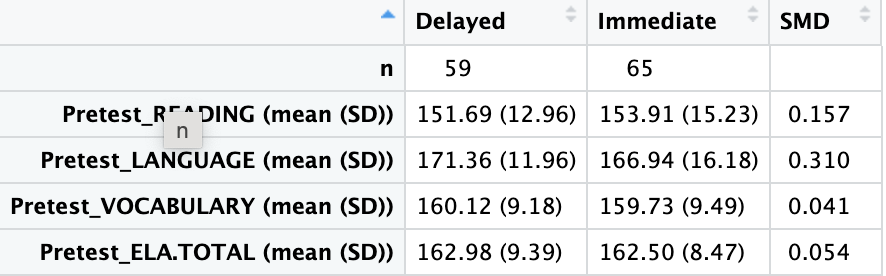 Delayed Immediate SMD
n 59 65
Pretest_READING (mean (SD)) 151.69 (12.96) 153.91 (15.23) 0.157
n
Pretest_LANGUAGE (mean (SD)) 171.36 (11.96) 166.94 (16.18) 0.310
Pretest_VOCABULARY (mean (SD)) 160.12 (9.18) 159.73 (9.49) 0.041
Pretest_ELA.TOTAL (mean (SD)) 162.98 (9.39) 162.50 (8.47) 0.054